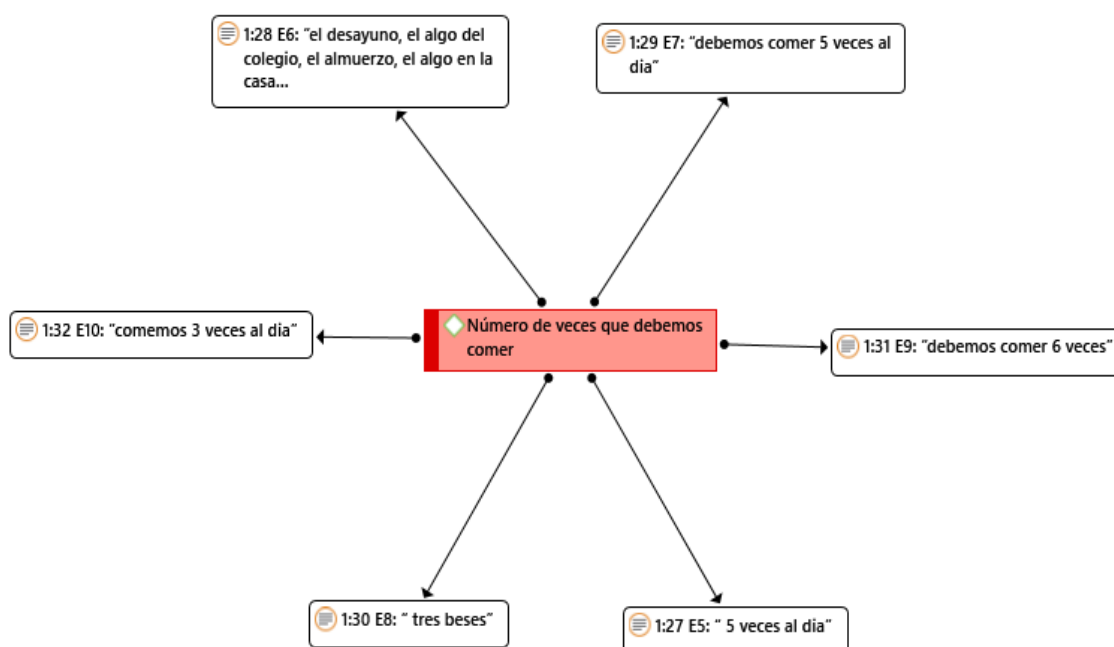 1:28 E6: “el desayuno, el algo del
colegio, el almuerzo, el algo en la
casa...
1:29 E7: “debemos comer 5 veces al
dia”
Número de veces que debemos
comer
1:32 E10: “comemos 3 veces al dia”
1:31 E9: “debemos comer 6 veces”
1:30 E8: “ tres beses”
1:27 E5: “ 5 veces al dia”